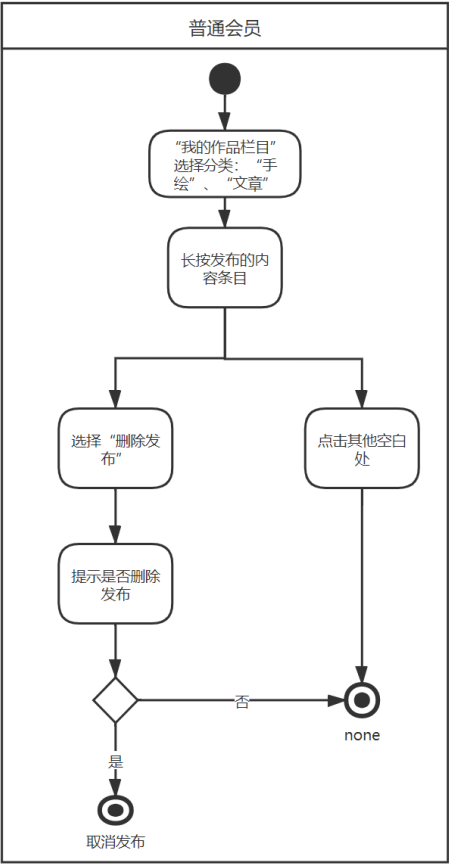 普通会员
“我的作品栏目”
选择分类：“手
绘”、“文章”
长按发布的内
容条目
选择“删除发
布”
点击其他空白
处
提示是否删除
发布
否
none
是
取消发布